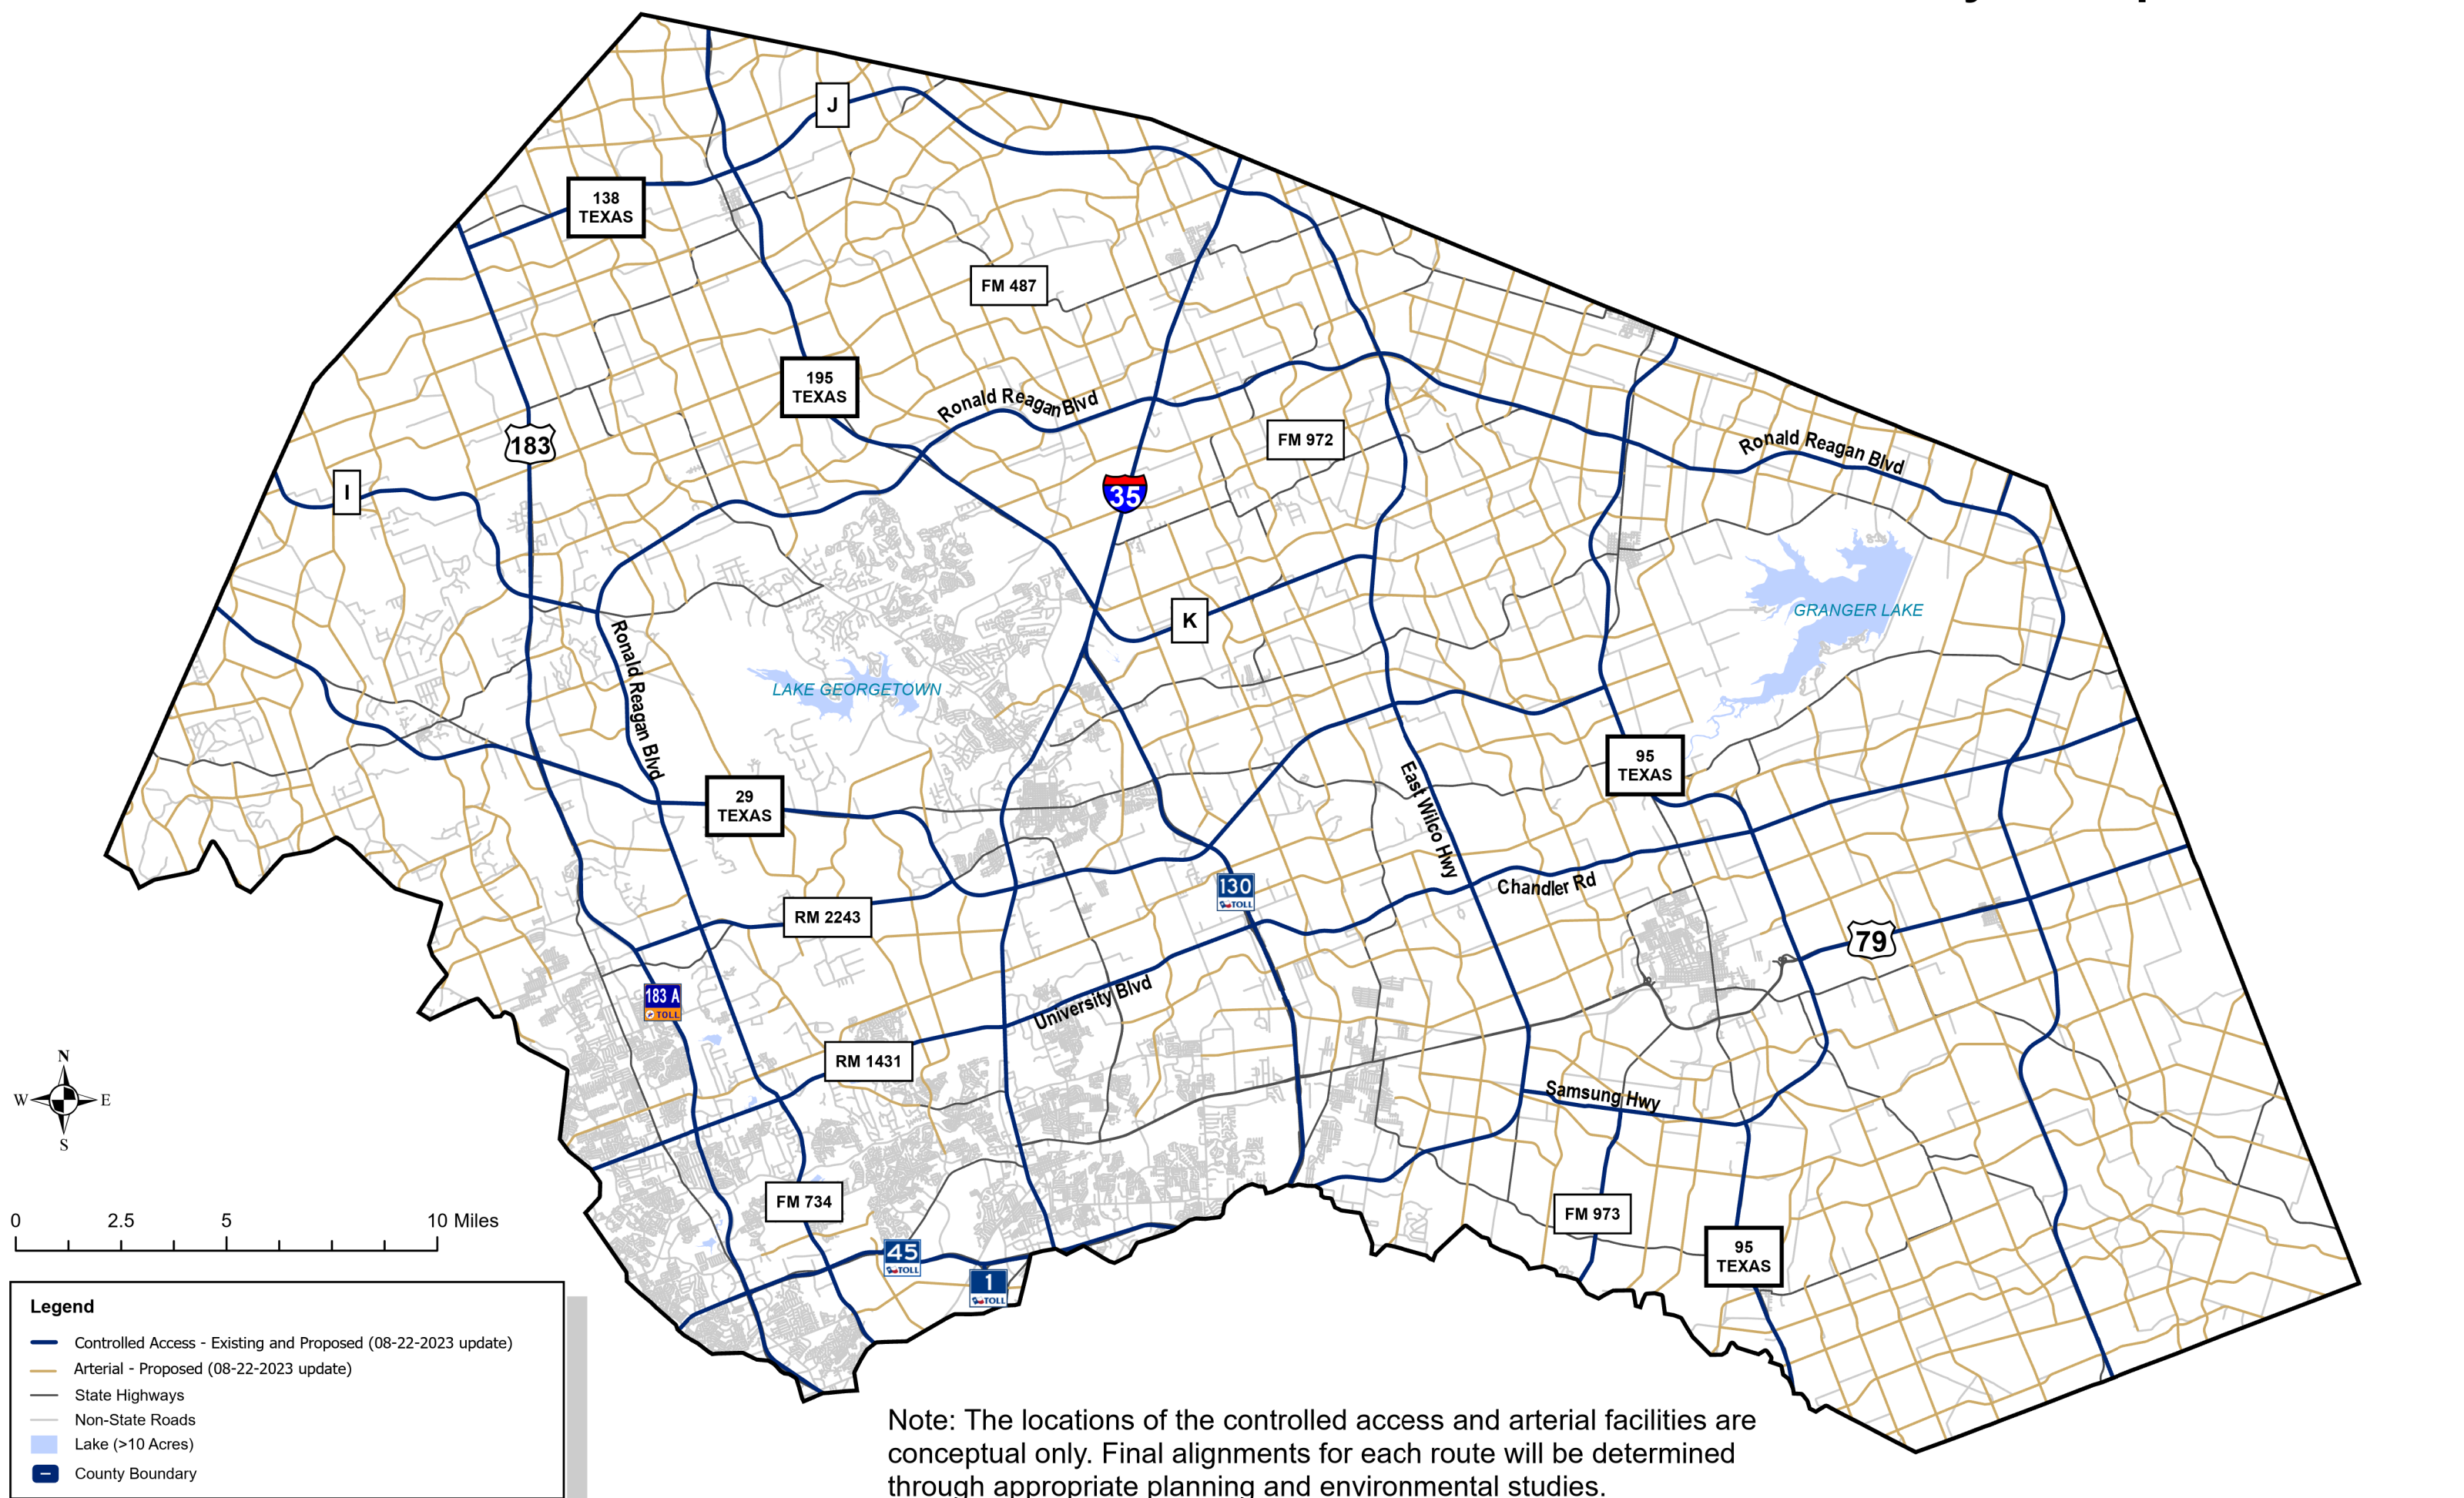 J
138
TEXAS
FM 487
195
TEXAS
Ronald Reagan Blvd
FM 972
Ronald Reagan Blvd
183
I
35
K
GRANGER LAKE
Ronald Reagan Blvd
LAKE GEORGETOWN
29
TEXAS
95
TEXAS
East Wilco Hwy
130
TOLL
Chandler Rd
RM 2243
79
183 A
TOLL
University Blvd
RM 1431
Samsung Hwy
FM 734
FM 973
45
TOLL
1
TOLL
95
TEXAS
N
W E
S
0 2.5 5 10 Miles
Legend
Controlled Access - Existing and Proposed (08-22-2023 update)
Arterial - Proposed (08-22-2023 update)
State Highways
Non-State Roads
Lake (>10 Acres)
County Boundary
Note: The locations of the controlled access and arterial facilities are
conceptual only. Final alignments for each route will be determined
through appropriate planning and environmental studies.